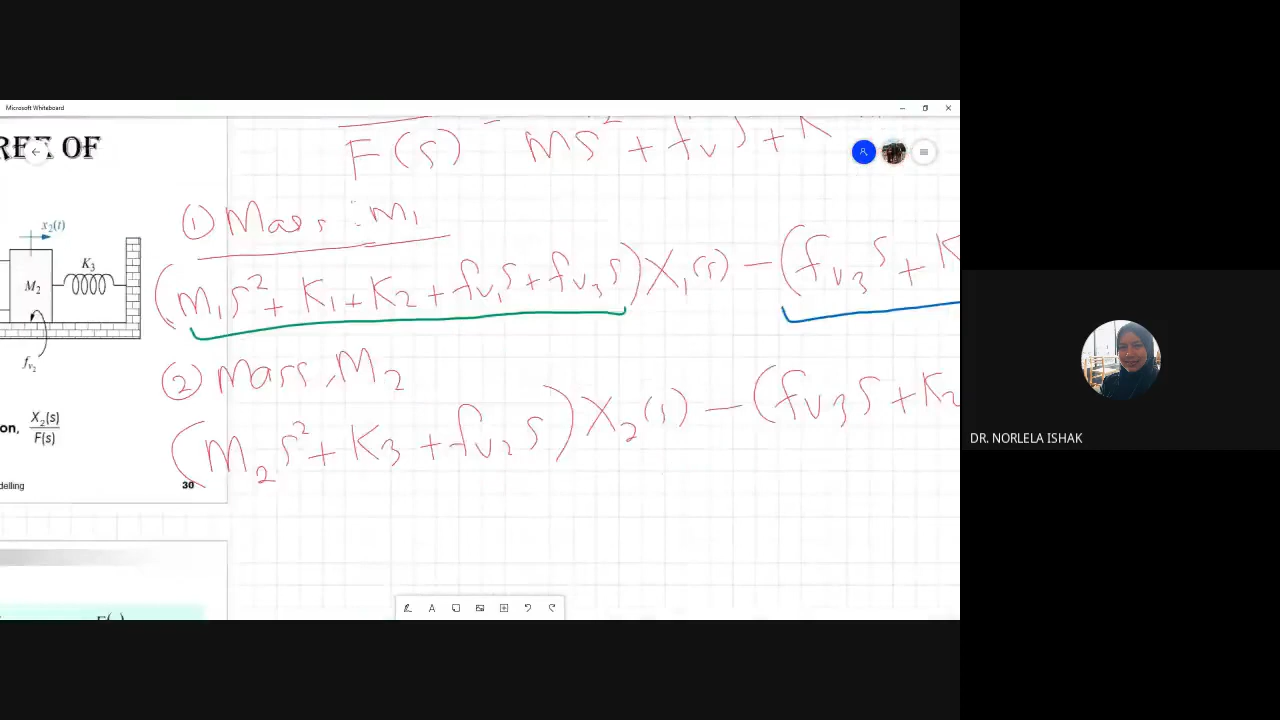 Microsoft Whiteboard
REE OF
F(s) = Ms² + fv s + K
x2(t)
K3
M2
fv2
① Mass : M1
(M1s² + K1 + K2 + fv1s + fv3s) X1(s) − (fv3s + K
② Mass, M2
(M2s² + K3 + fv2s) X2(s) − (fv3s + K2
on, X2(s)
F(s)
delling
30
DR. NORLELA ISHAK